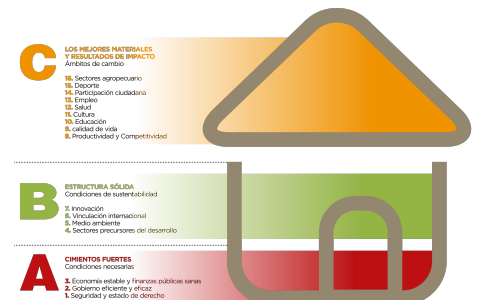 C
LOS MEJORES MATERIALES
Y RESULTADOS DE IMPACTO
Ámbitos de cambio
16. Sectores agropecuario
15. Deporte
14. Participación ciudadana
13. Empleo
12. Salud
11. Cultura
10. Educación
9. calidad de vida
8. Productividad y Competitividad
B
ESTRUCTURA SÓLIDA
Condiciones de sustentabilidad
7. Innovación
6. Vinculación internacional
5. Medio ambiente
4. Sectores precursores del desarrollo
A
CIMIENTOS FUERTES
Condiciones necesarias
3. Economía estable y finanzas públicas sanas
2. Gobierno eficiente y eficaz
1. Seguridad y estado de derecho